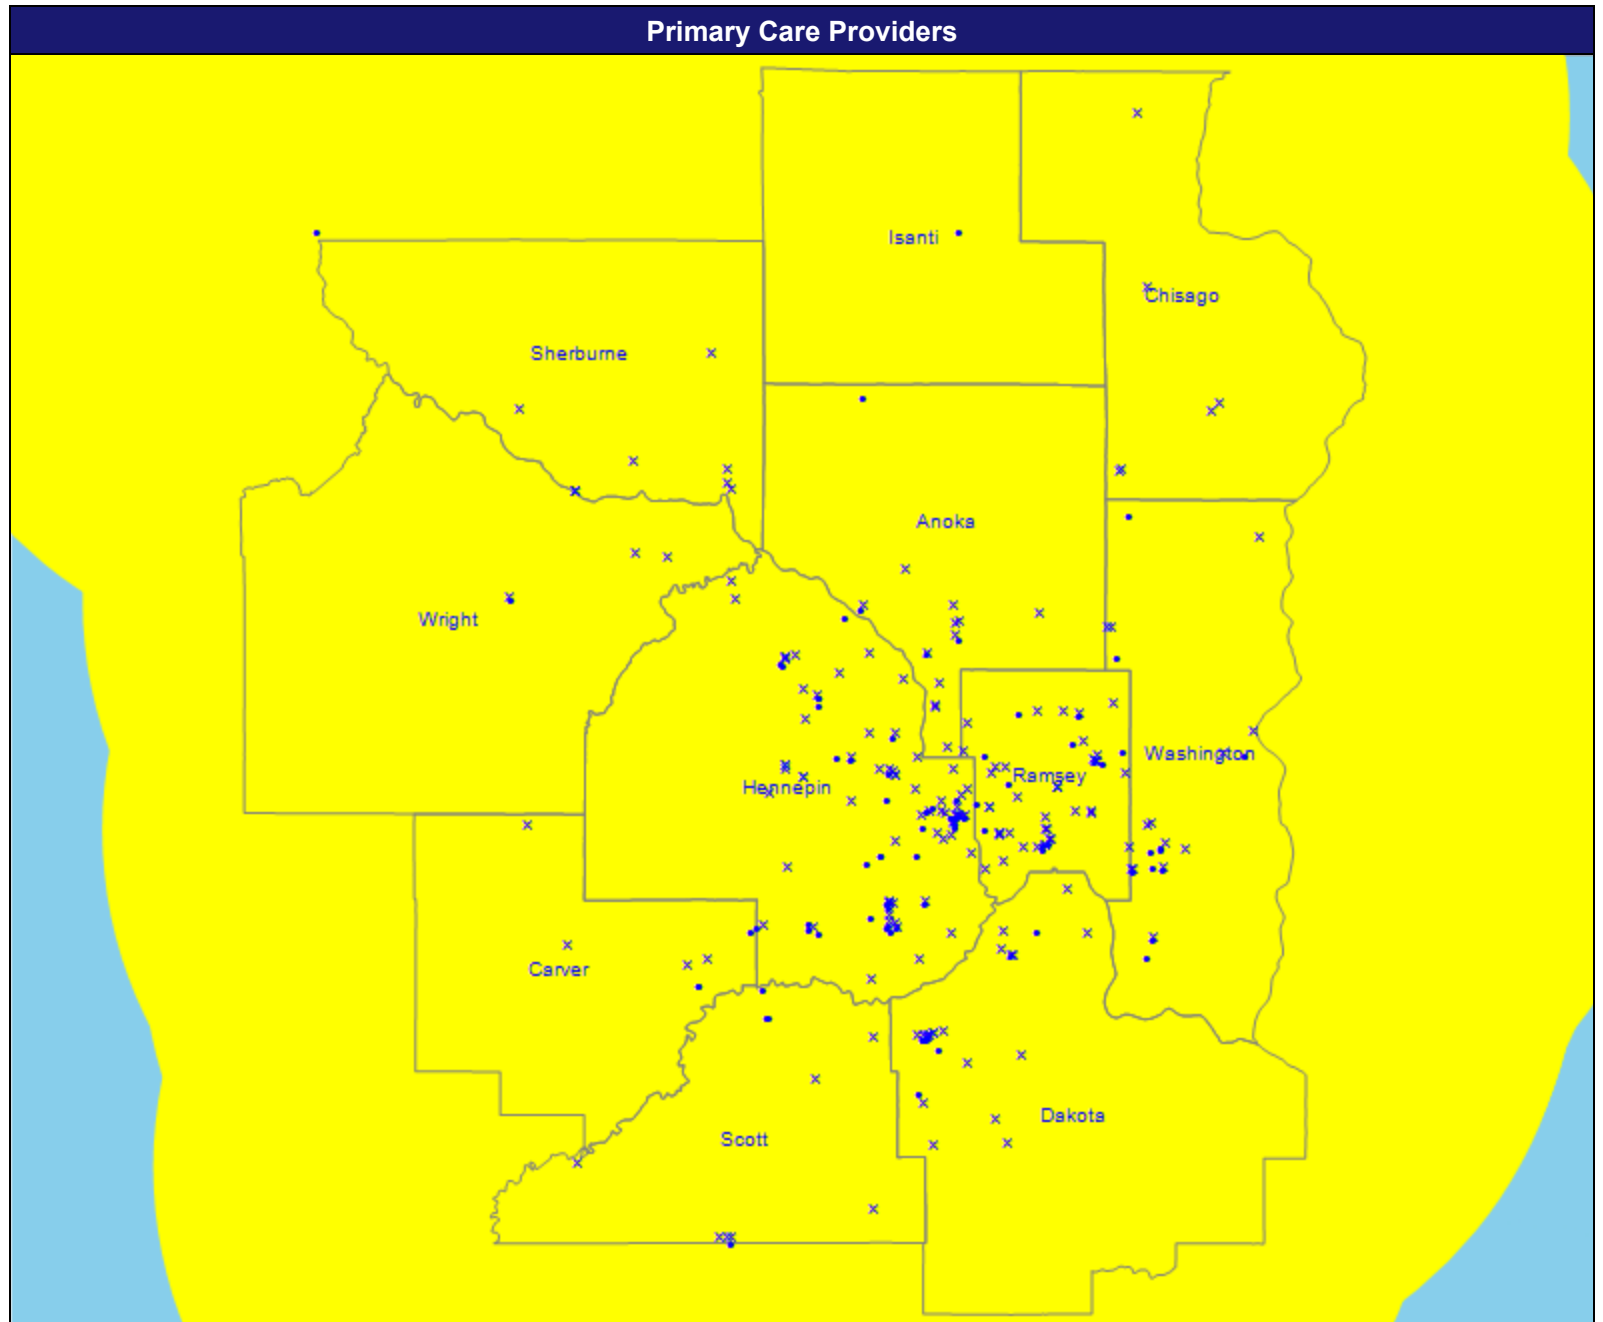 Primary Care Providers
Isanti
Chisago
Sherburne
Anoka
Wright
Washington
Ramsey
Hennepin
Carver
Dakota
Scott